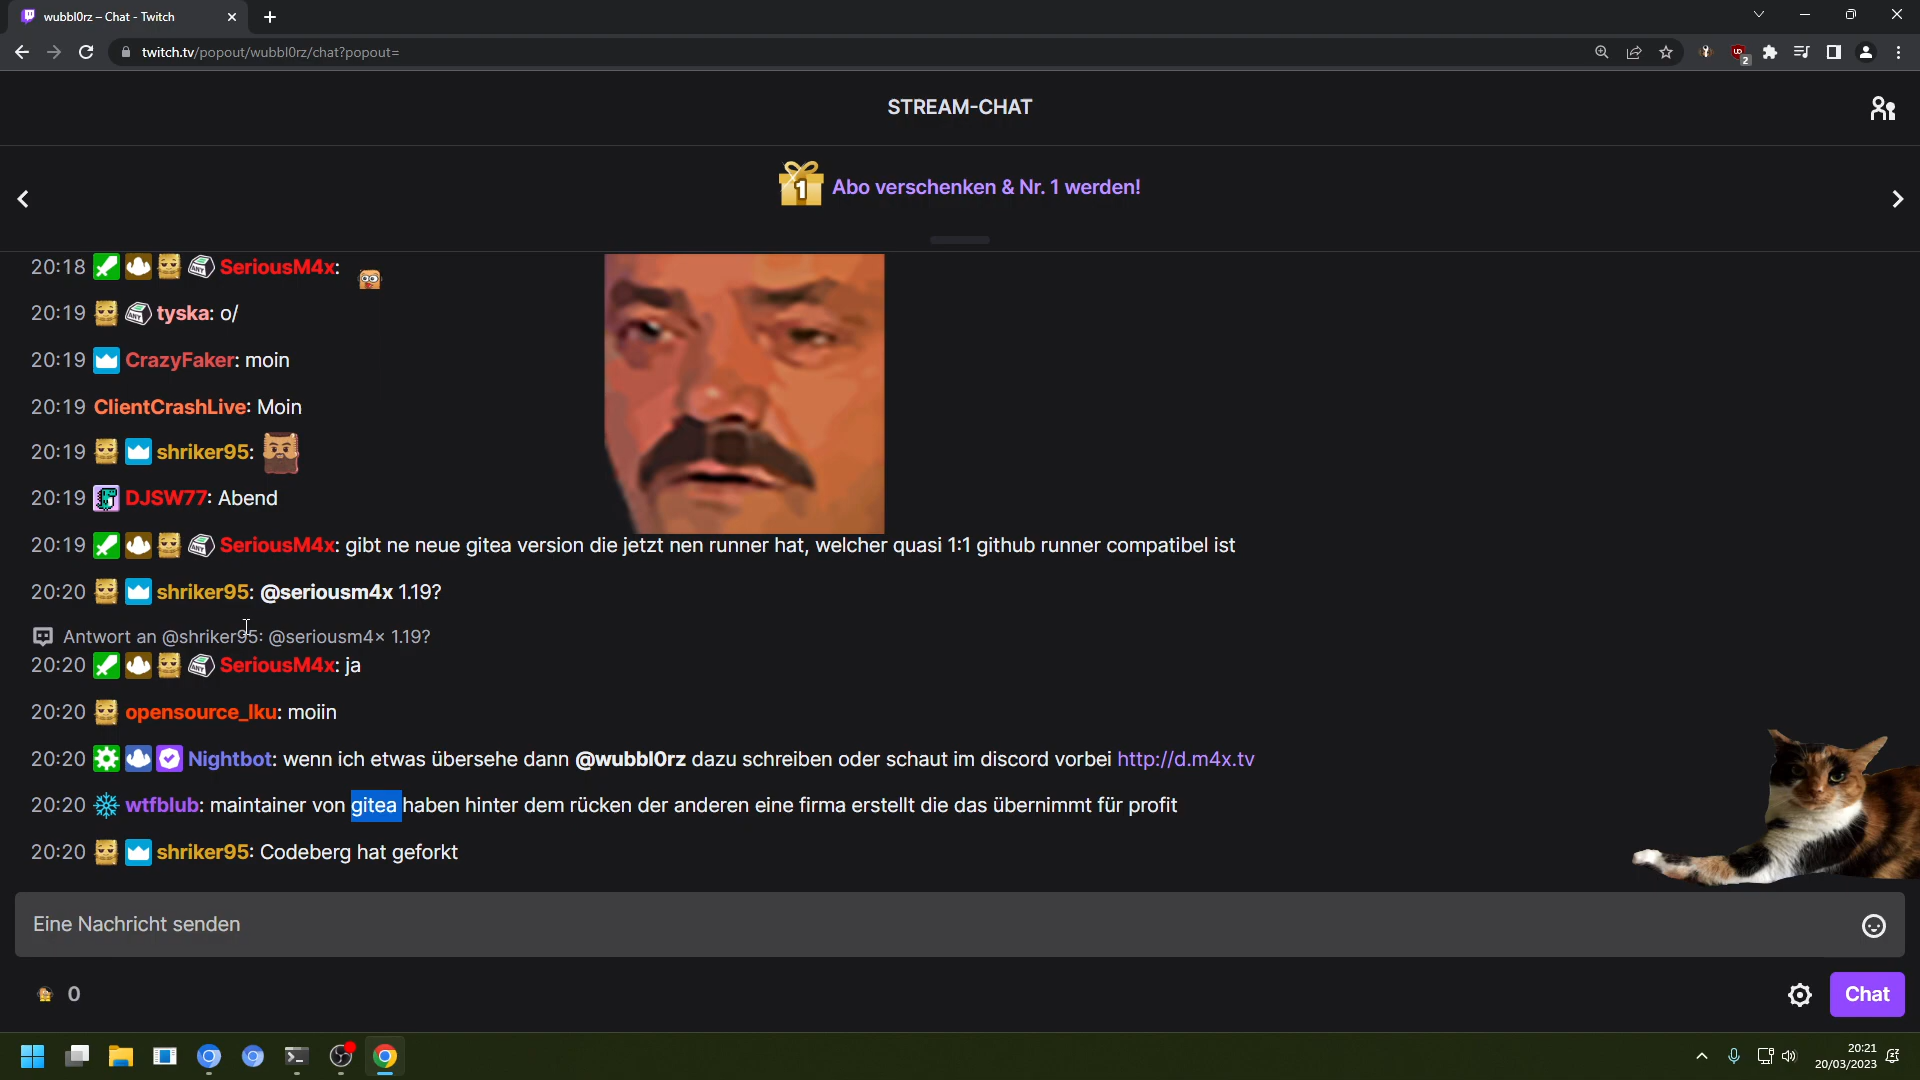 wubbl0rz – Chat - Twitch
twitch.tv/popout/wubbl0rz/chat?popout=
2
STREAM-CHAT
1 Abo verschenken & Nr. 1 werden!
20:18 SeriousM4x:
20:19 tyska: o/
20:19 CrazyFaker: moin
20:19 ClientCrashLive: Moin
20:19 shriker95:
20:19 DJSW77: Abend
20:19 SeriousM4x: gibt ne neue gitea version die jetzt nen runner hat, welcher quasi 1:1 github runner compatibel ist
20:20 shriker95: @seriousm4x 1.19?
Antwort an @shriker95: @seriousm4x 1.19?
20:20 SeriousM4x: ja
20:20 opensource_lku: moiin
20:20 Nightbot: wenn ich etwas übersehe dann @wubbl0rz dazu schreiben oder schaut im discord vorbei http://d.m4x.tv
20:20 wtfblub: maintainer von gitea haben hinter dem rücken der anderen eine firma erstellt die das übernimmt für profit
20:20 shriker95: Codeberg hat geforkt
Eine Nachricht senden
0
Chat
20:21
20/03/2023